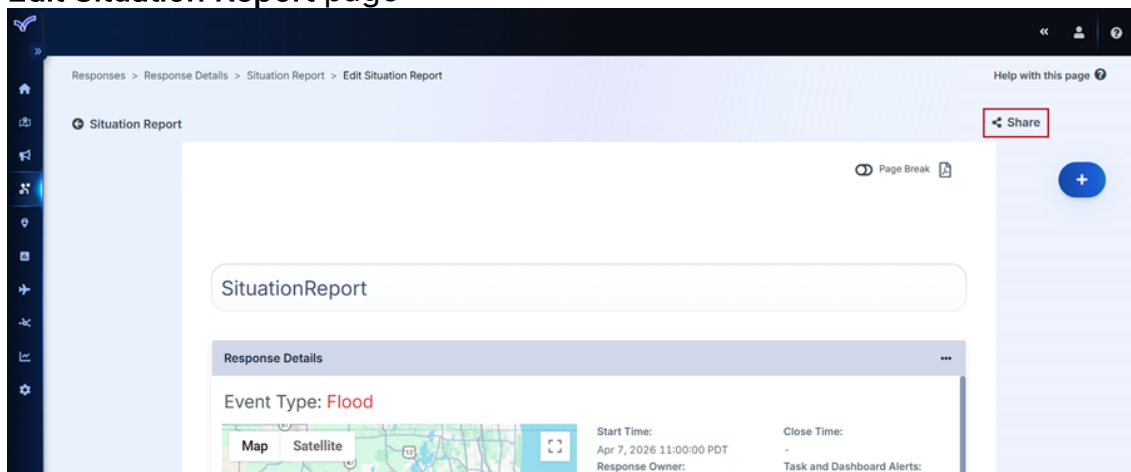 Edit Situation Report page
Responses > Response Details > Situation Report > Edit Situation Report
Help with this page
Situation Report
Share
Page Break
SituationReport
Response Details
Event Type: Flood
Map Satellite
12
Start Time:
Apr 7, 2026 11:00:00 PDT
Response Owner:
Close Time:
-
Task and Dashboard Alerts: